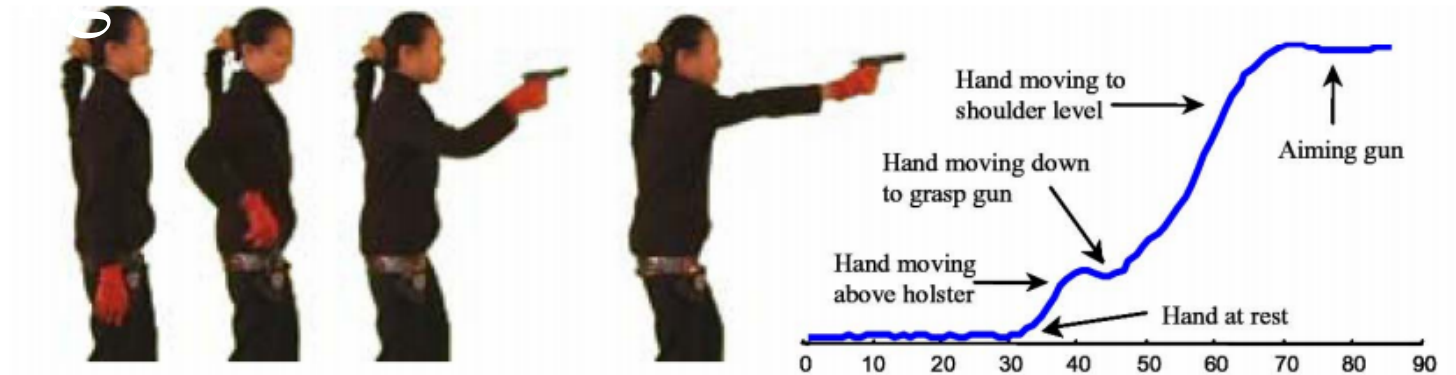 B
Hand moving to
shoulder level
Aiming gun
Hand moving down
to grasp gun
Hand moving
above holster
Hand at rest
0 10 20 30 40 50 60 70 80 90